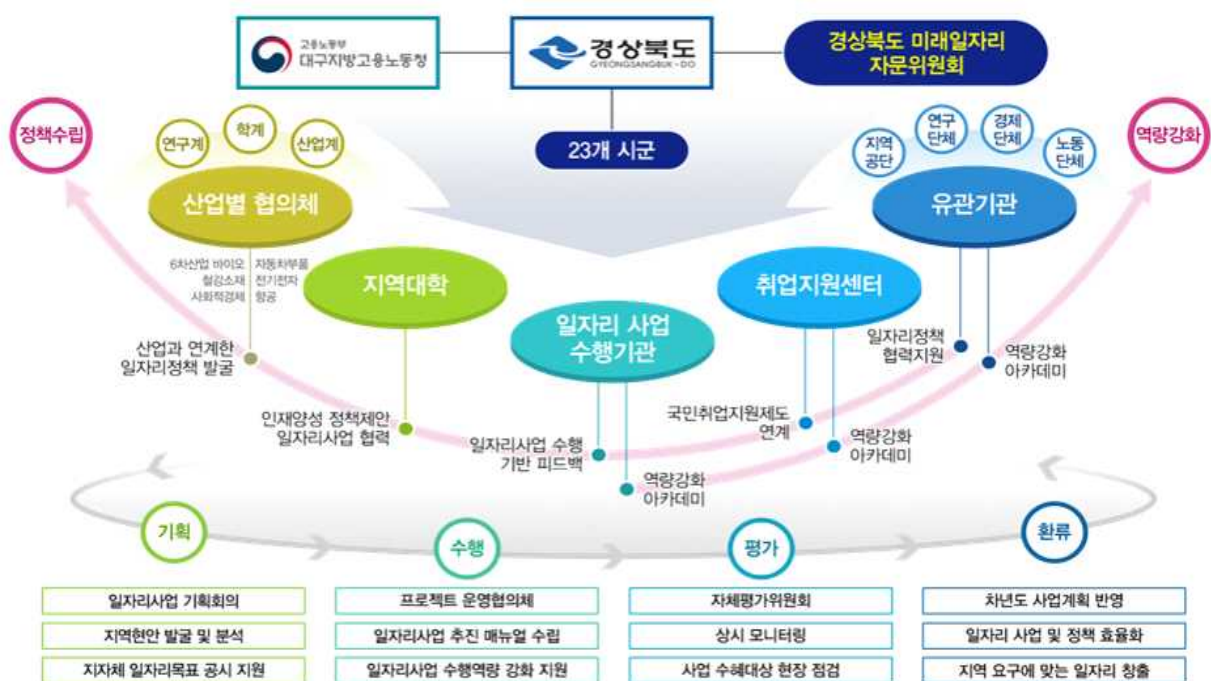 고용노동부
대구지방고용노동청
경상북도
GYEONGSANGBUK-DO
경상북도 미래일자리
자문위원회
23개 시군
정책수립
역량강화
연구계
학계
산업계
산업별 협의체
지역
공단
연구
단체
경제
단체
노동
단체
유관기관
6차산업 바이오 자동차부품
철강소재 전기전자
사회적경제 항공
지역대학
취업지원센터
일자리 사업
수행기관
산업과 연계한
일자리정책 발굴
일자리정책
협력지원
역량강화
아카데미
인재양성 정책제안
일자리사업 협력
국민취업지원제도
연계
일자리사업 수행
기반 피드백
역량강화
아카데미
역량강화
아카데미
기획
수행
평가
환류
일자리사업 기획회의
지역현안 발굴 및 분석
지자체 일자리목표 공시 지원
프로젝트 운영협의체
일자리사업 추진 매뉴얼 수립
일자리사업 수행역량 강화 지원
자체평가위원회
상시 모니터링
사업 수혜대상 현장 점검
차년도 사업계획 반영
일자리 사업 및 정책 효율화
지역 요구에 맞는 일자리 창출